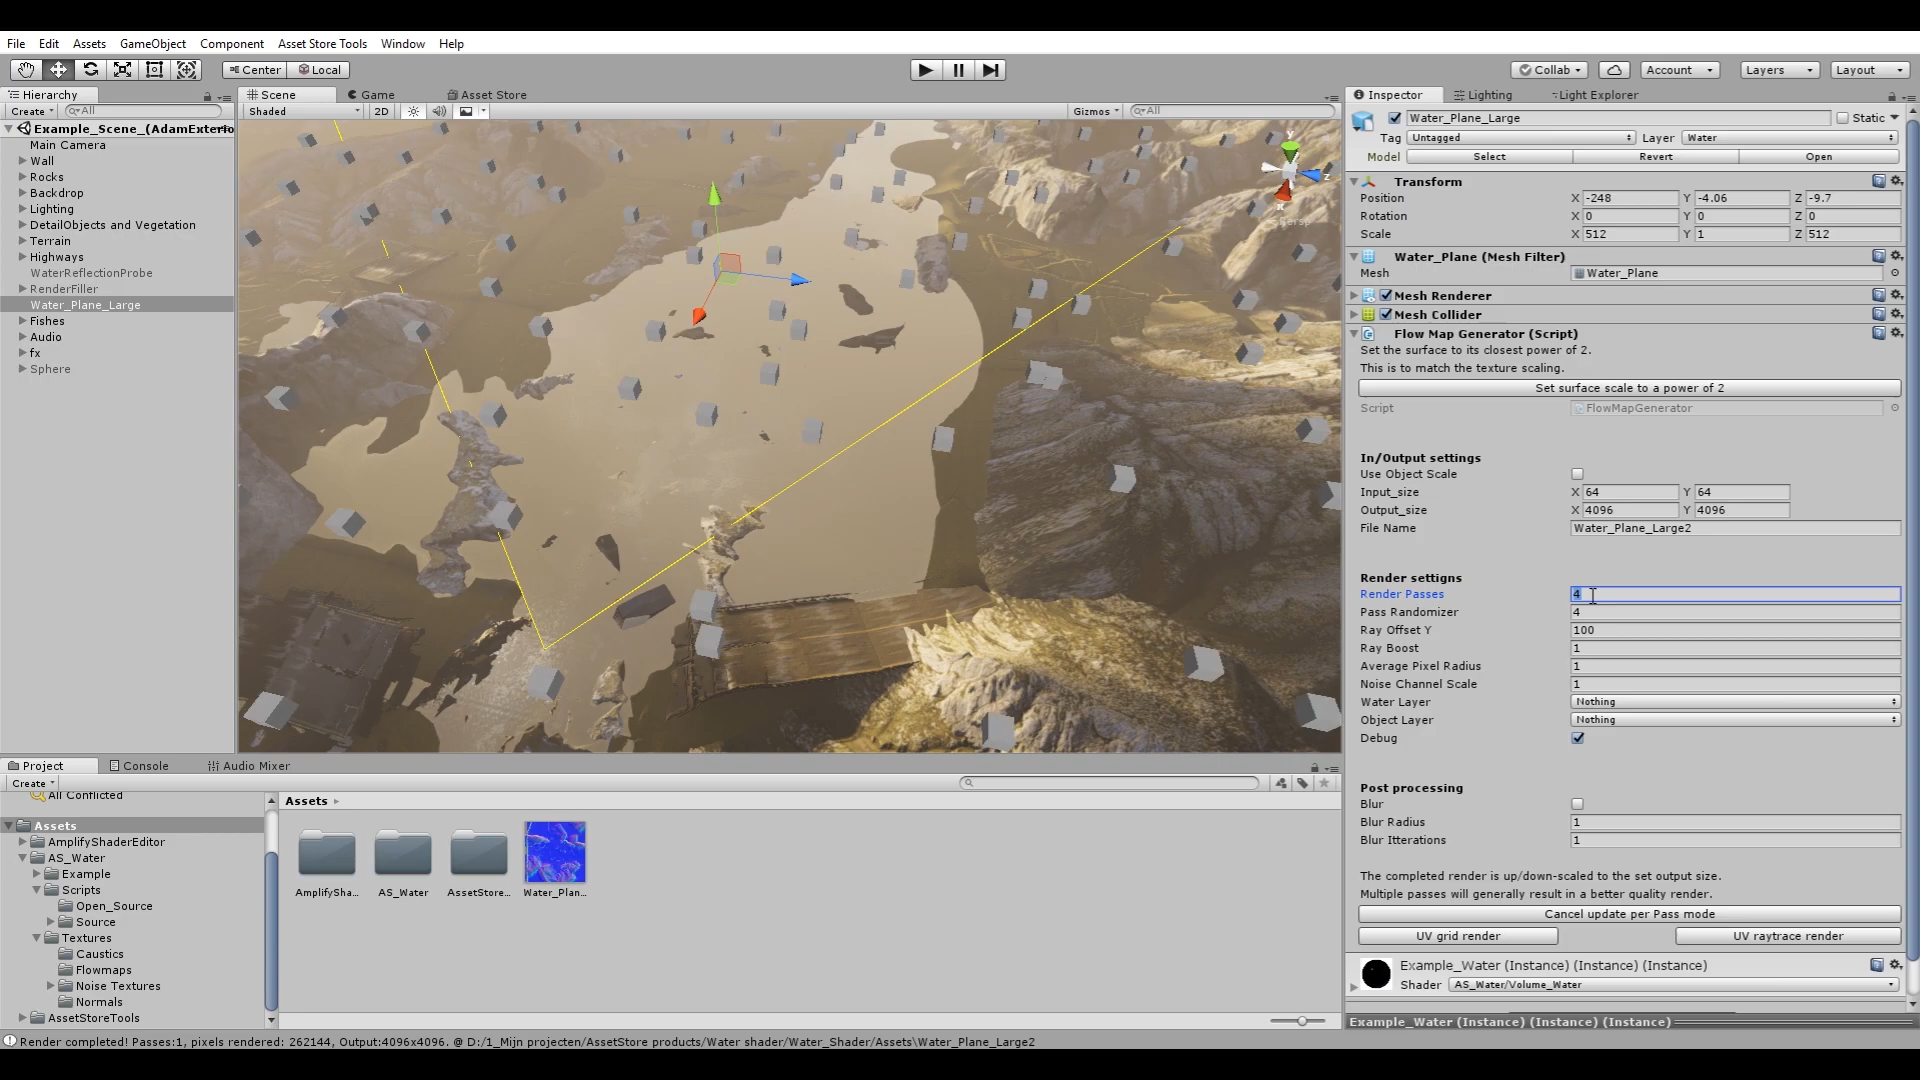 File Edit Assets GameObject Component Asset Store Tools Window Help
Center Local Collab Account Layers Layout
Hierarchy
Create All
Example_Scene_(AdamExterio
Main Camera
Wall
Rocks
Backdrop
Lighting
DetailObjects and Vegetation
Terrain
Highways
WaterReflectionProbe
RenderFiller
Water_Plane_Large
Fishes
Audio
fx
Sphere
Scene Game Asset Store
Shaded 2D Gizmos All
y
z
x
Persp
Inspector Lighting Light Explorer
Water_Plane_Large Static
Tag Untagged Layer Water
Model Select Revert Open
Transform
Position X -248 Y -4.06 Z -9.7
Rotation X 0 Y 0 Z 0
Scale X 512 Y 1 Z 512
Water_Plane (Mesh Filter)
Mesh Water_Plane
Mesh Renderer
Mesh Collider
Flow Map Generator (Script)
Set the surface to its closest power of 2.
This is to match the texture scaling.
Set surface scale to a power of 2
Script FlowMapGenerator
In/Output settings
Use Object Scale
Input_size X 64 Y 64
Output_size X 4096 Y 4096
File Name Water_Plane_Large2
Render settigns
Render Passes 4
Pass Randomizer 4
Ray Offset Y 100
Ray Boost 1
Average Pixel Radius 1
Noise Channel Scale 1
Water Layer Nothing
Object Layer Nothing
Debug
Post processing
Blur
Blur Radius 1
Blur Itterations 1
The completed render is up/down-scaled to the set output size.
Multiple passes will generally result in a better quality render.
Cancel update per Pass mode
UV grid render UV raytrace render
Example_Water (Instance) (Instance) (Instance)
Shader AS_Water/Volume_Water
Example_Water (Instance) (Instance) (Instance)
Project Console Audio Mixer
Create
All Conflicted
Assets
AmplifyShaderEditor
AS_Water
Example
Scripts
Open_Source
Source
Textures
Caustics
Flowmaps
Noise Textures
Normals
AssetStoreTools
Assets
AmplifySha... AS_Water AssetStore... Water_Plan...
Render completed! Passes:1, pixels rendered: 262144, Output:4096x4096. @ D:/1_Mijn projecten/AssetStore products/Water shader/Water_Shader/Assets\Water_Plane_Large2